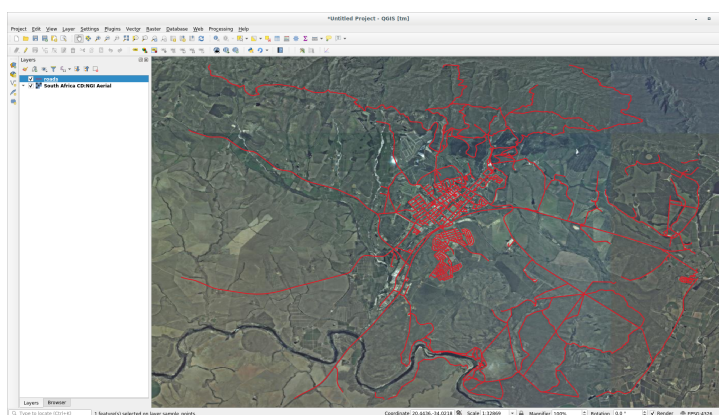 *Untitled Project - QGIS [tm]
Project Edit View Layer Settings Plugins Vector Raster Database Web Processing Help
Layers
roads
South Africa CD:NGI Aerial
Layers Browser
Type to locate (Ctrl+K) 1 feature(s) selected on layer sample_points. Coordinate 20.4436,-34.0218 Scale 1:32869 Magnifier 100% Rotation 0.0 ° Render EPSG:4326